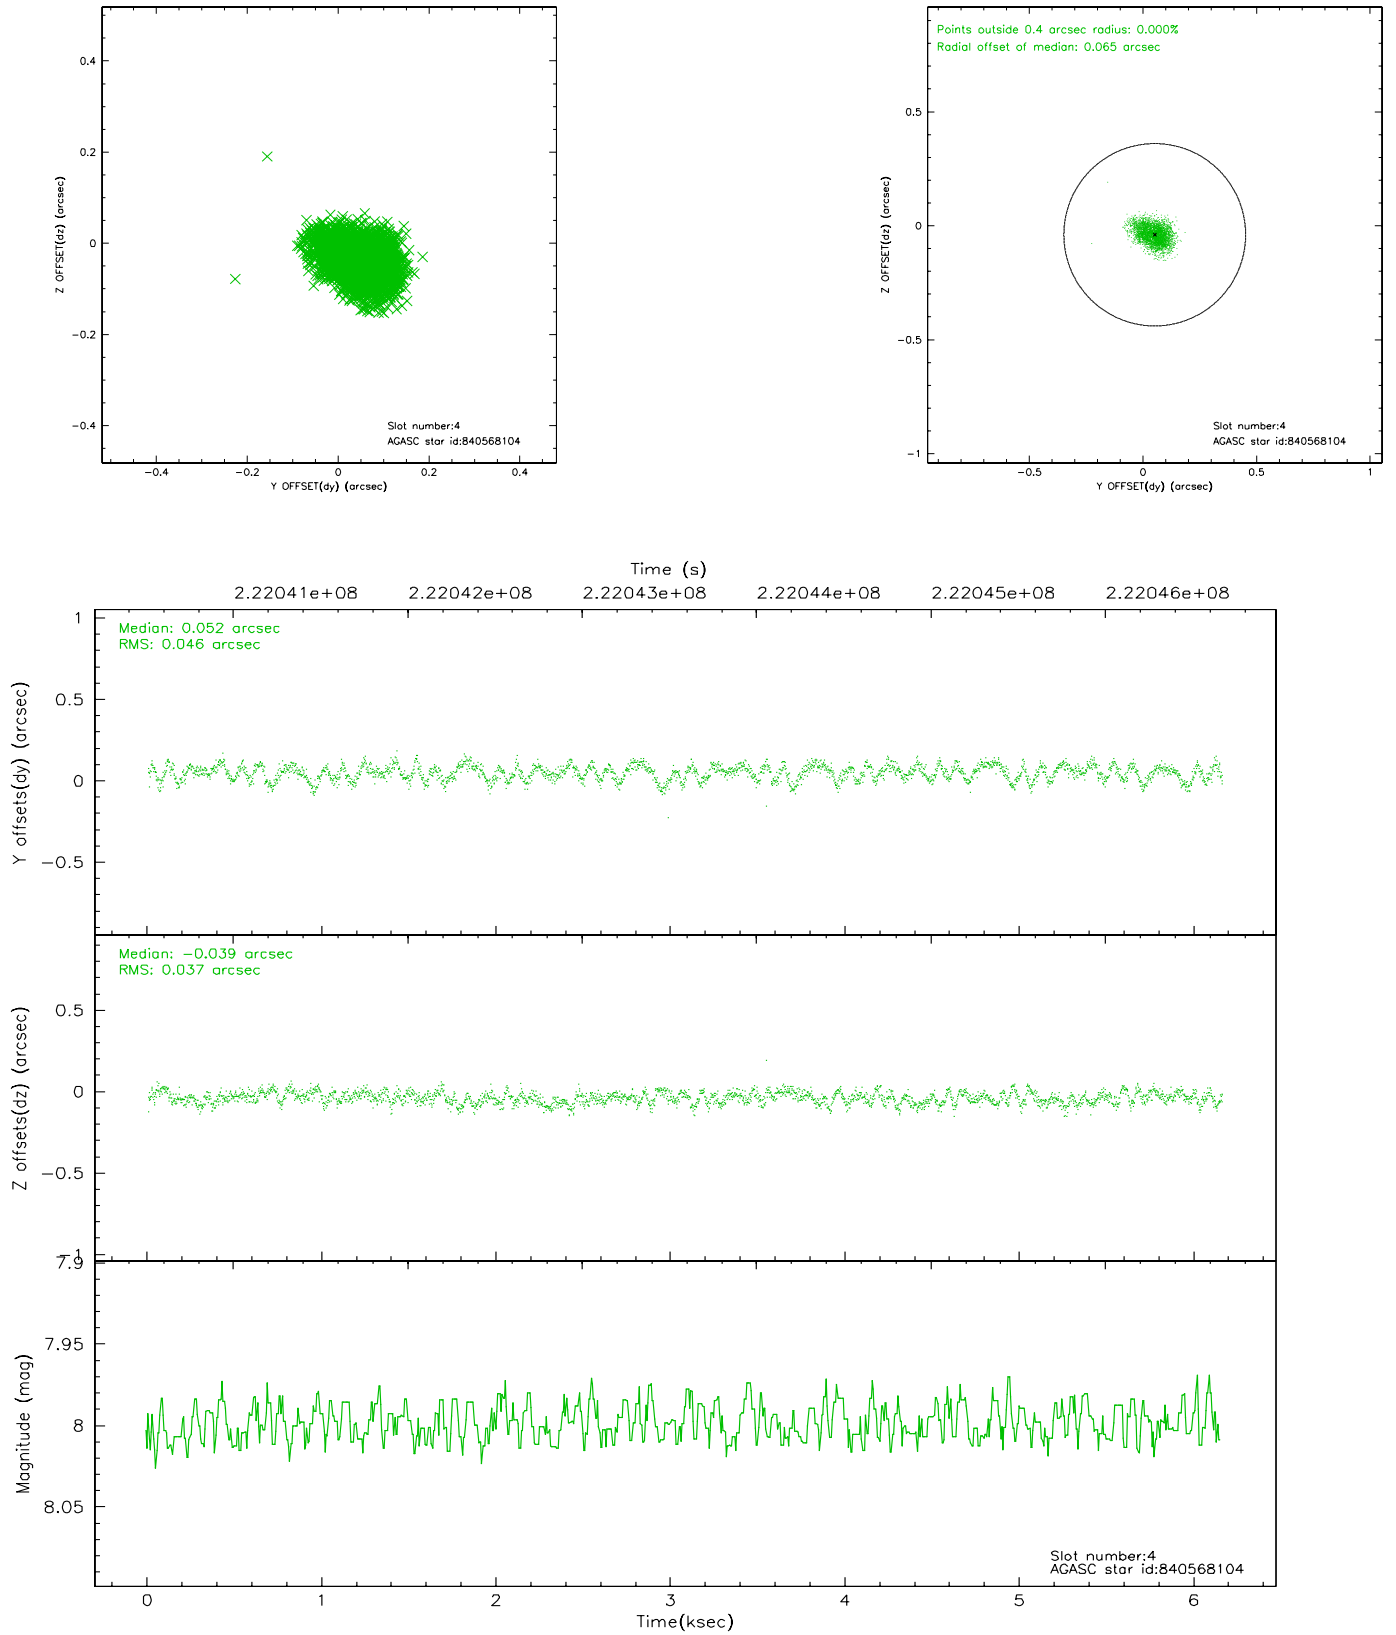 0.4
0.2
0
−0.2
−0.4
Z OFFSET(dz) (arcsec)
Slot number:4
AGASC star id:840568104
−0.4
−0.2
0
0.2
0.4
Y OFFSET(dy) (arcsec)
Points outside 0.4 arcsec radius: 0.000%
Radial offset of median: 0.065 arcsec
0.5
0
−0.5
−1
Z OFFSET(dz) (arcsec)
Slot number:4
AGASC star id:840568104
−0.5
0
0.5
1
Y OFFSET(dy) (arcsec)
Time (s)
2.22041e+08
2.22042e+08
2.22043e+08
2.22044e+08
2.22045e+08
2.22046e+08
Median: 0.052 arcsec
RMS: 0.046 arcsec
1
0.5
0
−0.5
Y offsets(dy) (arcsec)
Median: −0.039 arcsec
RMS: 0.037 arcsec
0.5
0
−0.5
−1
Z offsets(dz) (arcsec)
7.9
7.95
8
8.05
Magnitude (mag)
Slot number:4
AGASC star id:840568104
0
1
2
3
4
5
6
Time(ksec)